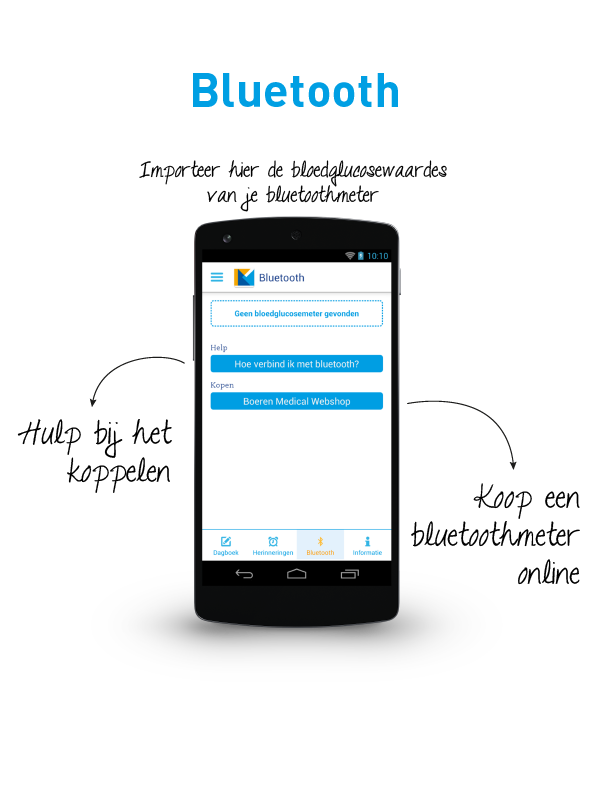 Bluetooth
Importeer hier de bloedglucosewaardes
van je bluetoothmeter
10:10
Bluetooth
Geen bloedglucosemeter gevonden
Help
Hoe verbind ik met bluetooth?
Kopen
Boeren Medical Webshop
Hulp bij het
koppelen
Koop een
bluetoothmeter
online
Dagboek
Herinneringen
Bluetooth
Informatie